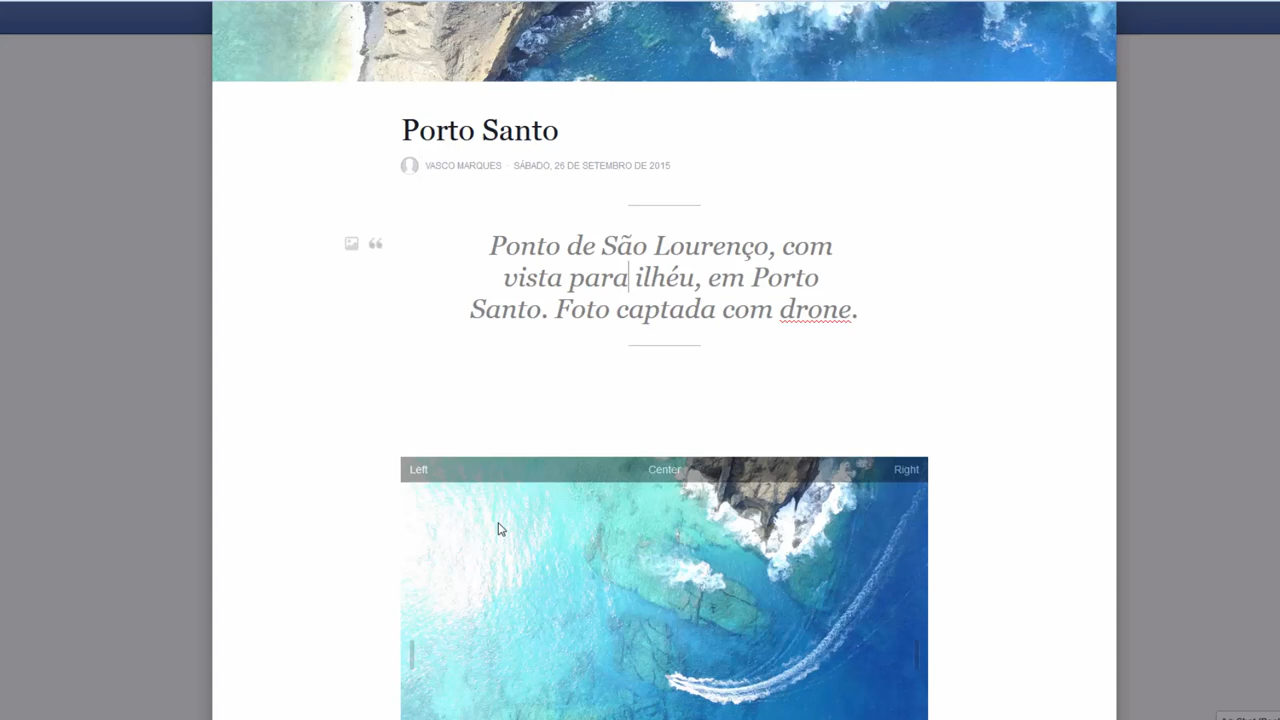 Porto Santo
VASCO MARQUES · SÁBADO, 26 DE SETEMBRO DE 2015
Ponto de São Lourenço, com
vista para ilhéu, em Porto
Santo. Foto captada com drone.
Left Center Right